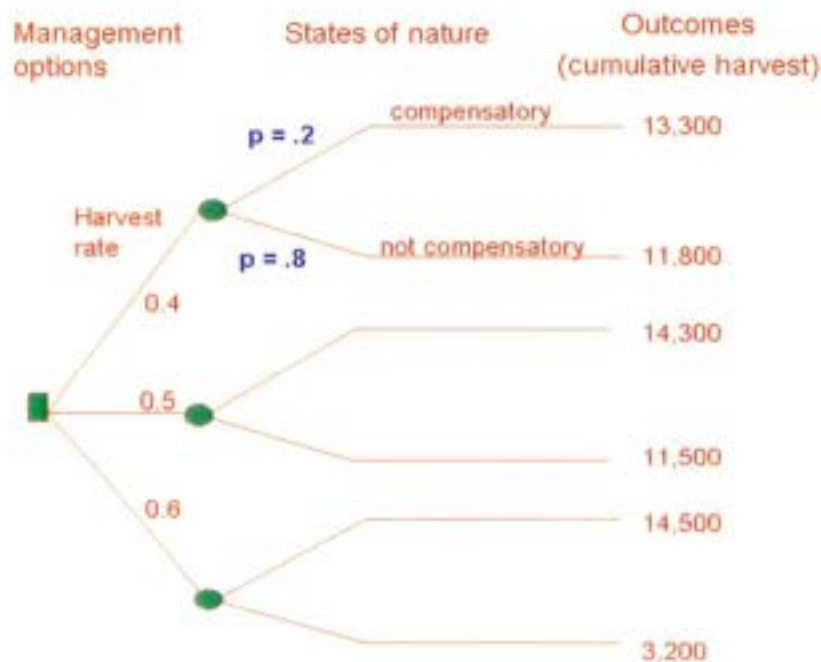 Management
options
States of nature
Outcomes
(cumulative harvest)
compensatory
p = .2
13,300
Harvest
rate
p = .8
not compensatory
11,800
0.4
14,300
0.5
11,500
0.6
14,500
3,200